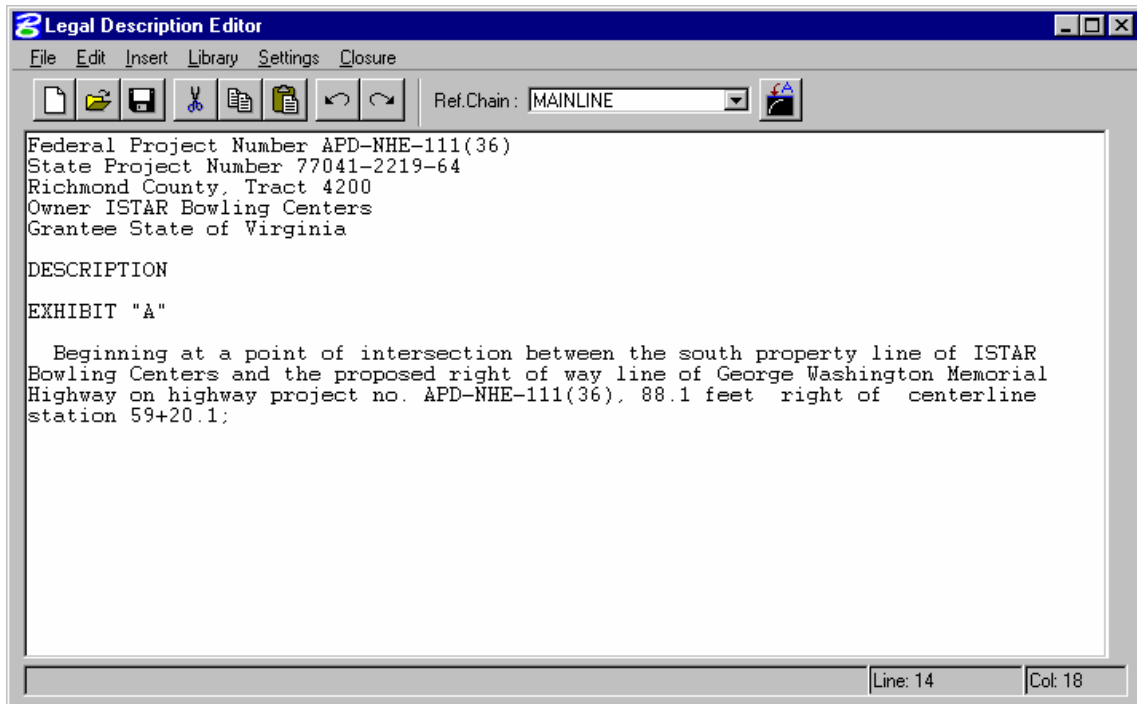 Legal Description Editor
File Edit Insert Library Settings Closure
Ref.Chain : MAINLINE
Federal Project Number APD-NHE-111(36)
State Project Number 77041-2219-64
Richmond County, Tract 4200
Owner ISTAR Bowling Centers
Grantee State of Virginia
DESCRIPTION
EXHIBIT "A"
Beginning at a point of intersection between the south property line of ISTAR
Bowling Centers and the proposed right of way line of George Washington Memorial
Highway on highway project no. APD-NHE-111(36), 88.1 feet  right of  centerline
station 59+20.1;
Line: 14 Col: 18